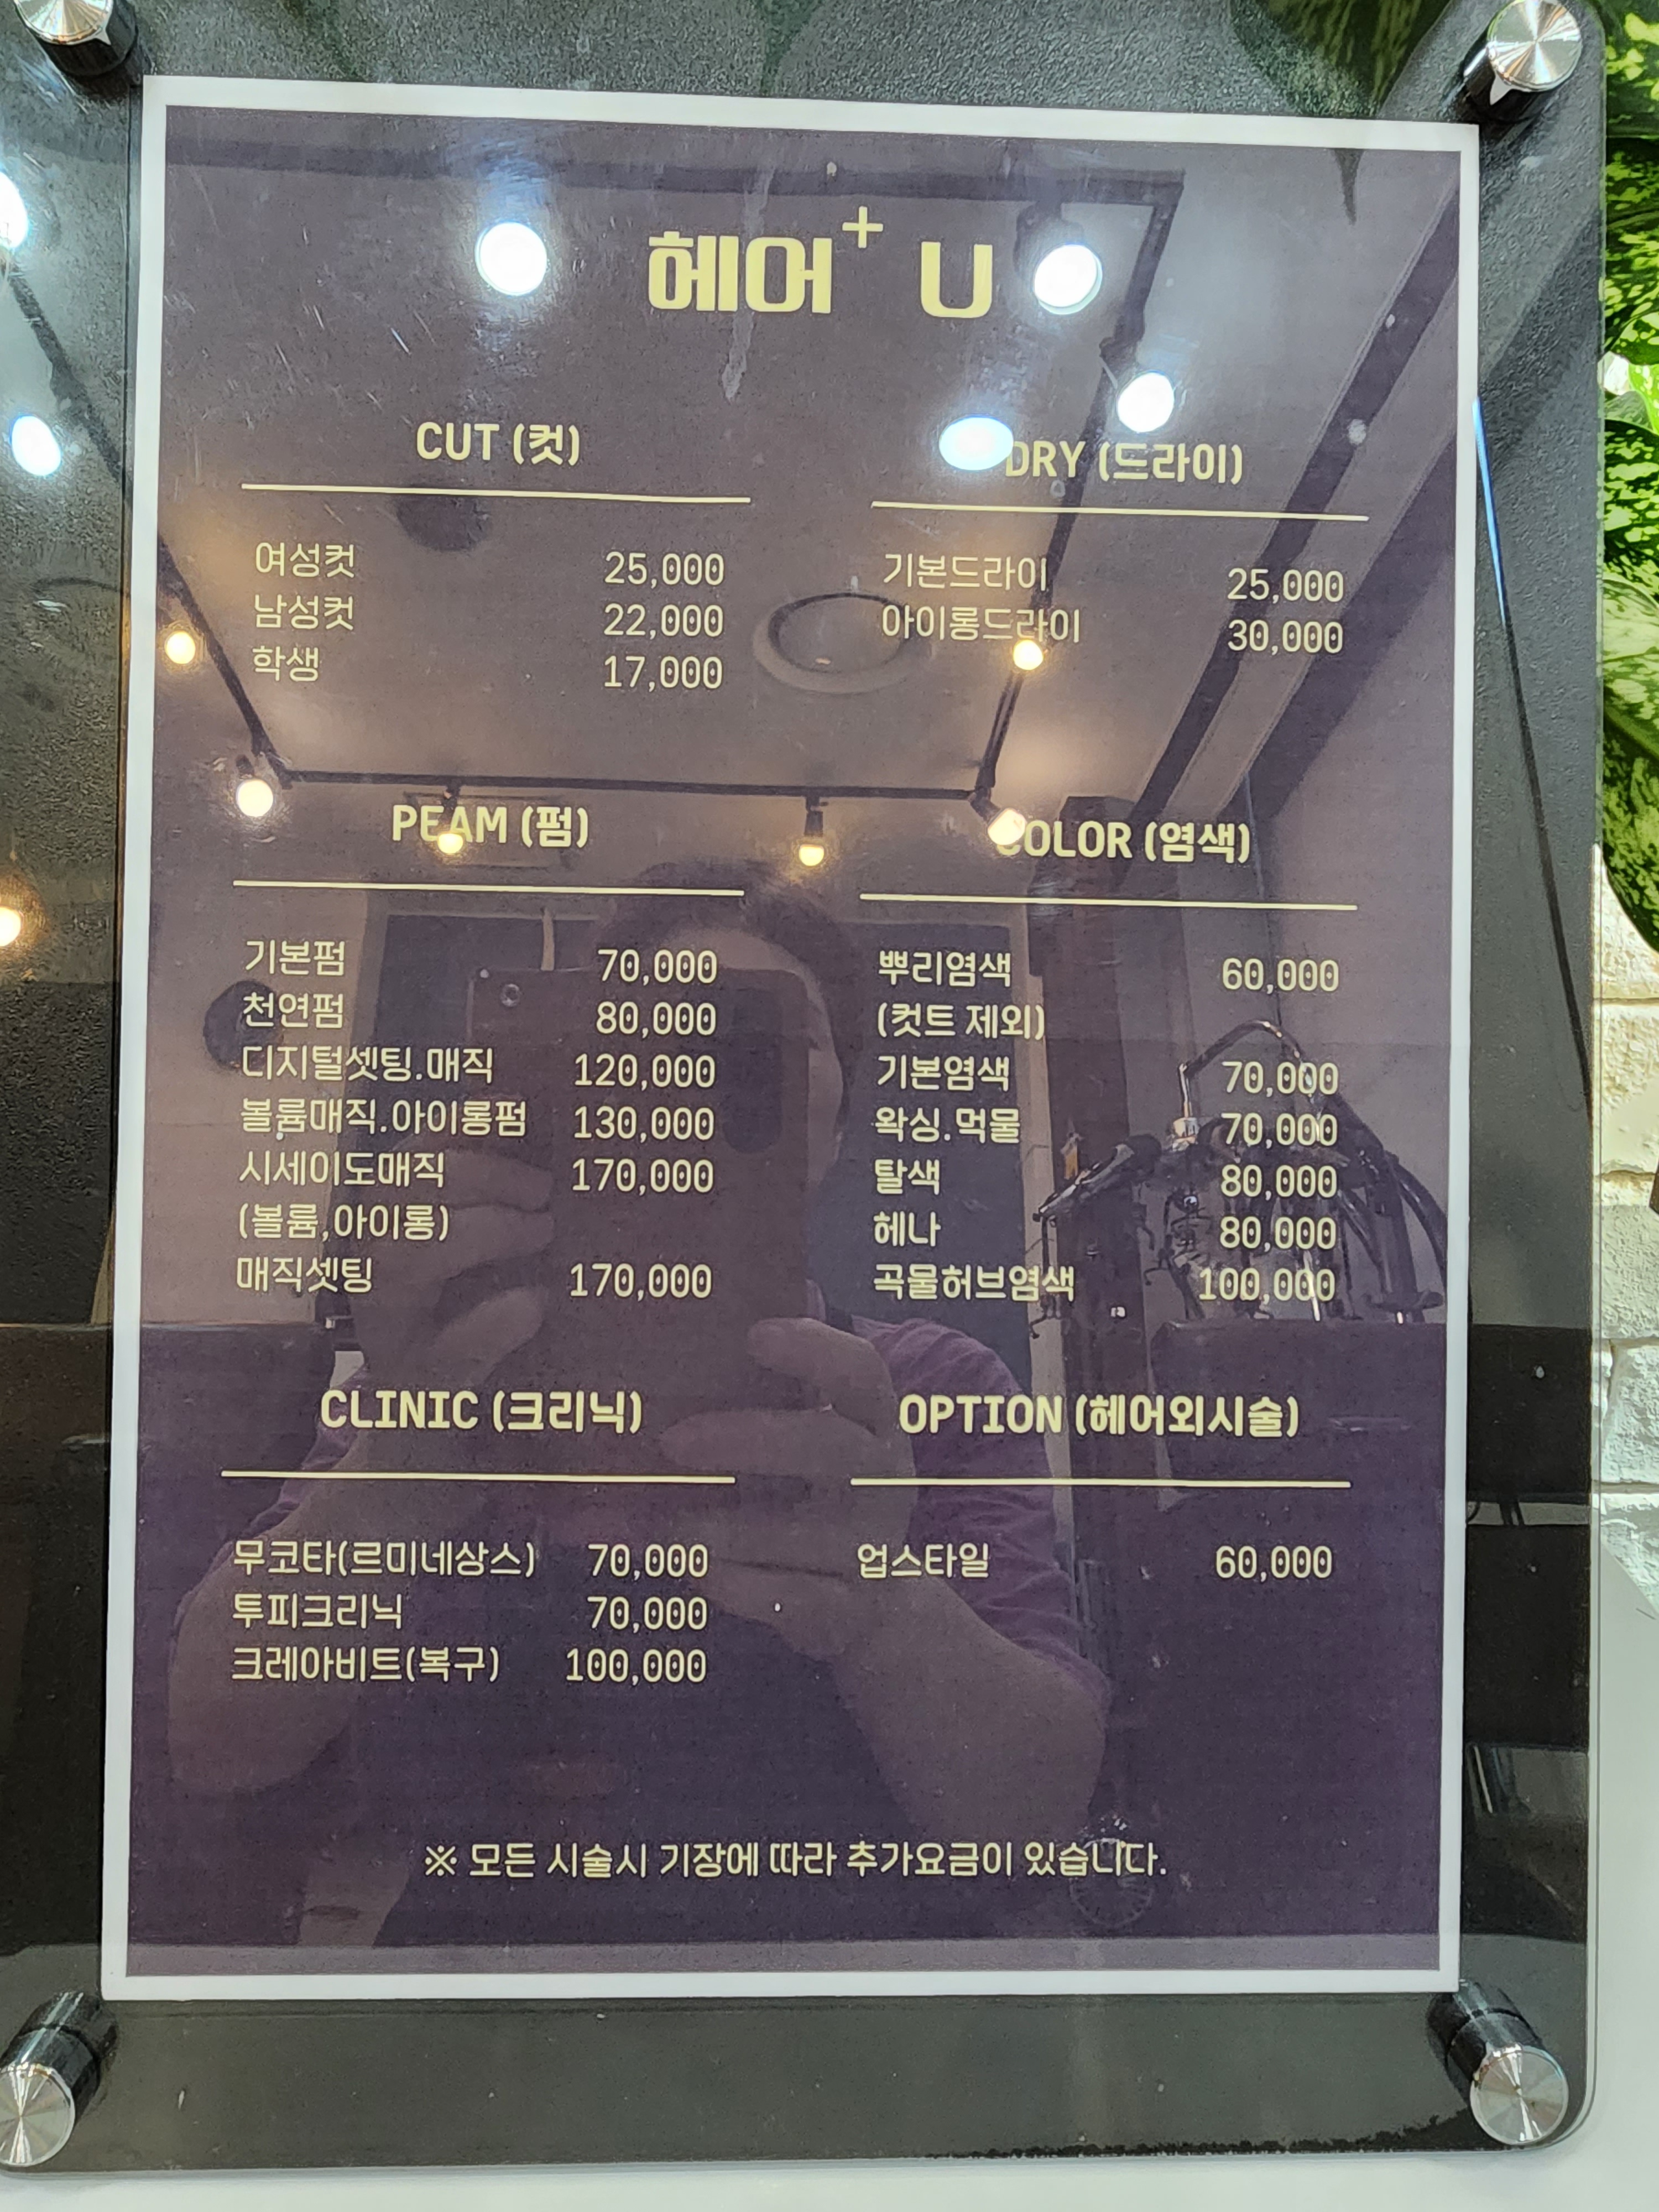 헤어⁺ U
CUT (컷)
여성컷 25,000
남성컷 22,000
학생 17,000
DRY (드라이)
기본드라이 25,000
아이롱드라이 30,000
PEAM (펌)
기본펌 70,000
천연펌 80,000
디지털셋팅.매직 120,000
볼륨매직.아이롱펌 130,000
시세이도매직 170,000
(볼륨,아이롱)
매직셋팅 170,000
COLOR (염색)
뿌리염색 60,000
(컷트 제외)
기본염색 70,000
왁싱.먹물 70,000
탈색 80,000
헤나 80,000
곡물허브염색 100,000
CLINIC (크리닉)
무코타(르미네상스) 70,000
투피크리닉 70,000
크레아비트(복구) 100,000
OPTION (헤어외시술)
업스타일 60,000
※ 모든 시술시 기장에 따라 추가요금이 있습니다.